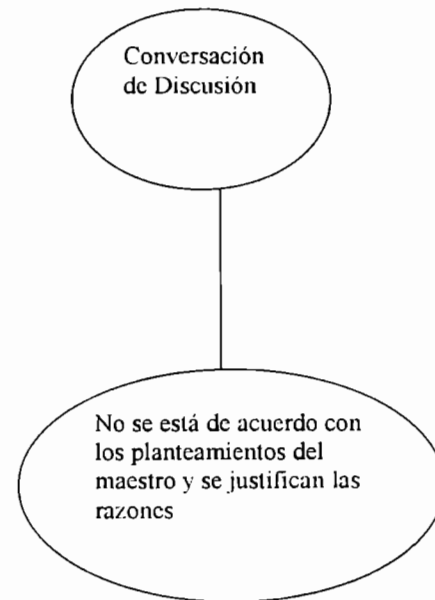 Conversación
de Discusión
No se está de acuerdo con
los planteamientos del
maestro y se justifican las
razones